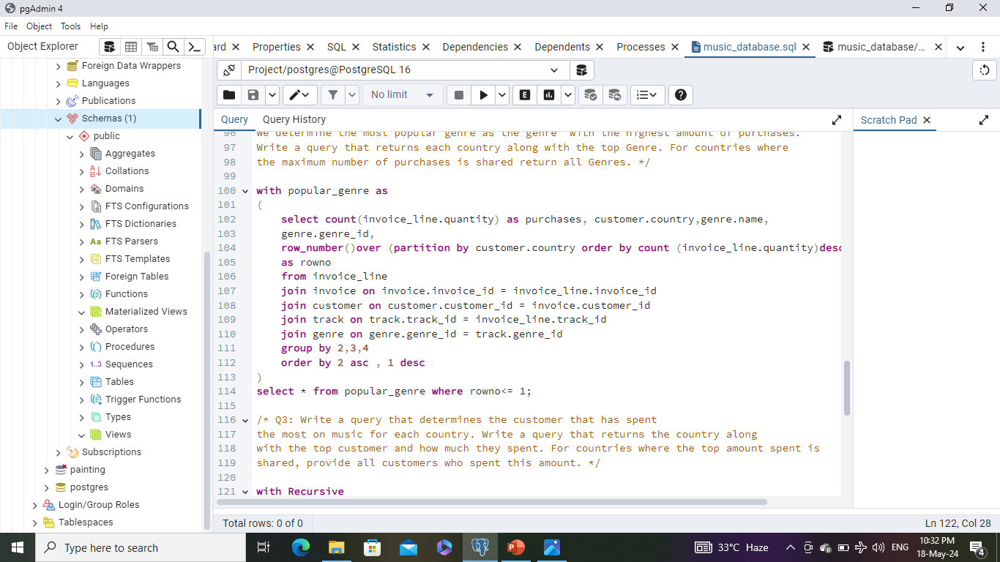 pgAdmin 4
File Object Tools Help
Object Explorer
ard Properties SQL Statistics Dependencies Dependents Processes music_database.sql music_database/...
Foreign Data Wrappers
Languages
Publications
Schemas (1)
public
Aggregates
Collations
Domains
FTS Configurations
FTS Dictionaries
Aa FTS Parsers
FTS Templates
Foreign Tables
Functions
Materialized Views
Operators
Procedures
1..3 Sequences
Tables
Trigger Functions
Types
Views
Subscriptions
painting
postgres
Login/Group Roles
Tablespaces
Project/postgres@PostgreSQL 16
No limit
E
Query Query History
Scratch Pad
96 we determine the most popular genre as the genre  with the highest amount of purchases.
97 Write a query that returns each country along with the top Genre. For countries where
98 the maximum number of purchases is shared return all Genres. */
99
100 with popular_genre as
101 (
102 select count(invoice_line.quantity) as purchases, customer.country,genre.name,
103 genre.genre_id,
104 row_number()over (partition by customer.country order by count (invoice_line.quantity)desc
105 as rowno
106 from invoice_line
107 join invoice on invoice.invoice_id = invoice_line.invoice_id
108 join customer on customer.customer_id = invoice.customer_id
109 join track on track.track_id = invoice_line.track_id
110 join genre on genre.genre_id = track.genre_id
111 group by 2,3,4
112 order by 2 asc , 1 desc
113 )
114 select * from popular_genre where rowno<= 1;
115
116 /* Q3: Write a query that determines the customer that has spent
117 the most on music for each country. Write a query that returns the country along
118 with the top customer and how much they spent. For countries where the top amount spent is
119 shared, provide all customers who spent this amount. */
120
121 with Recursive
Total rows: 0 of 0
Ln 122, Col 28
Type here to search
33°C Haze
ENG
10:32 PM
18-May-24
4